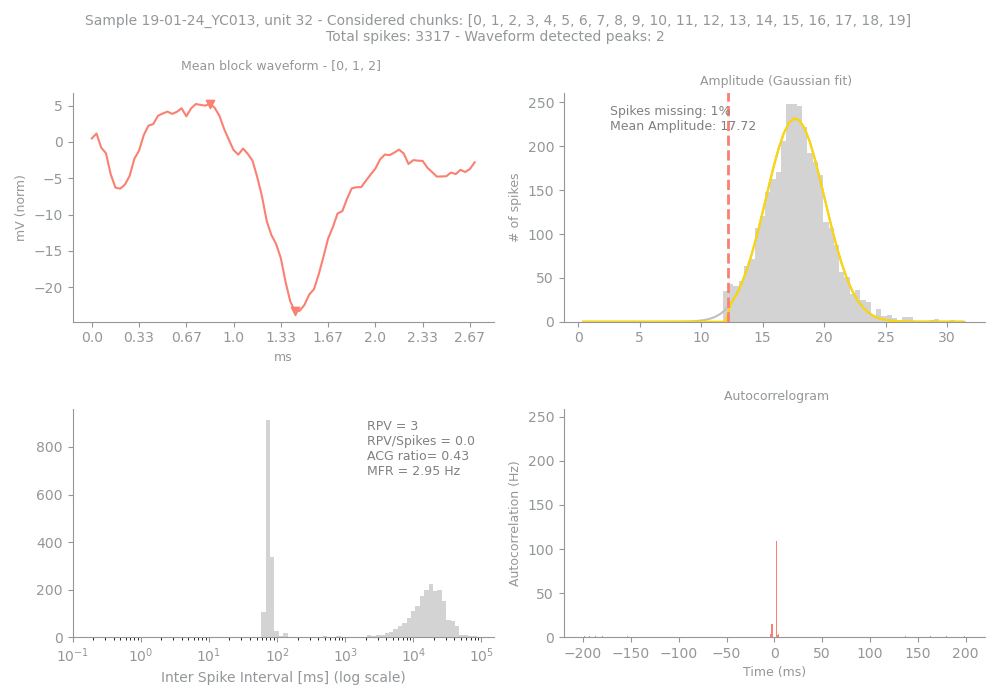 Sample 19-01-24_YC013, unit 32 - Considered chunks: [0, 1, 2, 3, 4, 5, 6, 7, 8, 9, 10, 11, 12, 13, 14, 15, 16, 17, 18, 19]
Total spikes: 3317 - Waveform detected peaks: 2
Mean block waveform - [0, 1, 2]
5
0
−5
−10
−15
−20
mV (norm)
0.0 0.33 0.67 1.0 1.33 1.67 2.0 2.33 2.67
ms
Amplitude (Gaussian fit)
Spikes missing: 1%
Mean Amplitude: 17.72
250
200
150
100
50
0
# of spikes
0 5 10 15 20 25 30
RPV = 3
RPV/Spikes = 0.0
ACG ratio= 0.43
MFR = 2.95 Hz
800
600
400
200
0
10⁻¹ 10⁰ 10¹ 10² 10³ 10⁴ 10⁵
Inter Spike Interval [ms] (log scale)
Autocorrelogram
250
200
150
100
50
0
Autocorrelation (Hz)
−200 −150 −100 −50 0 50 100 150 200
Time (ms)